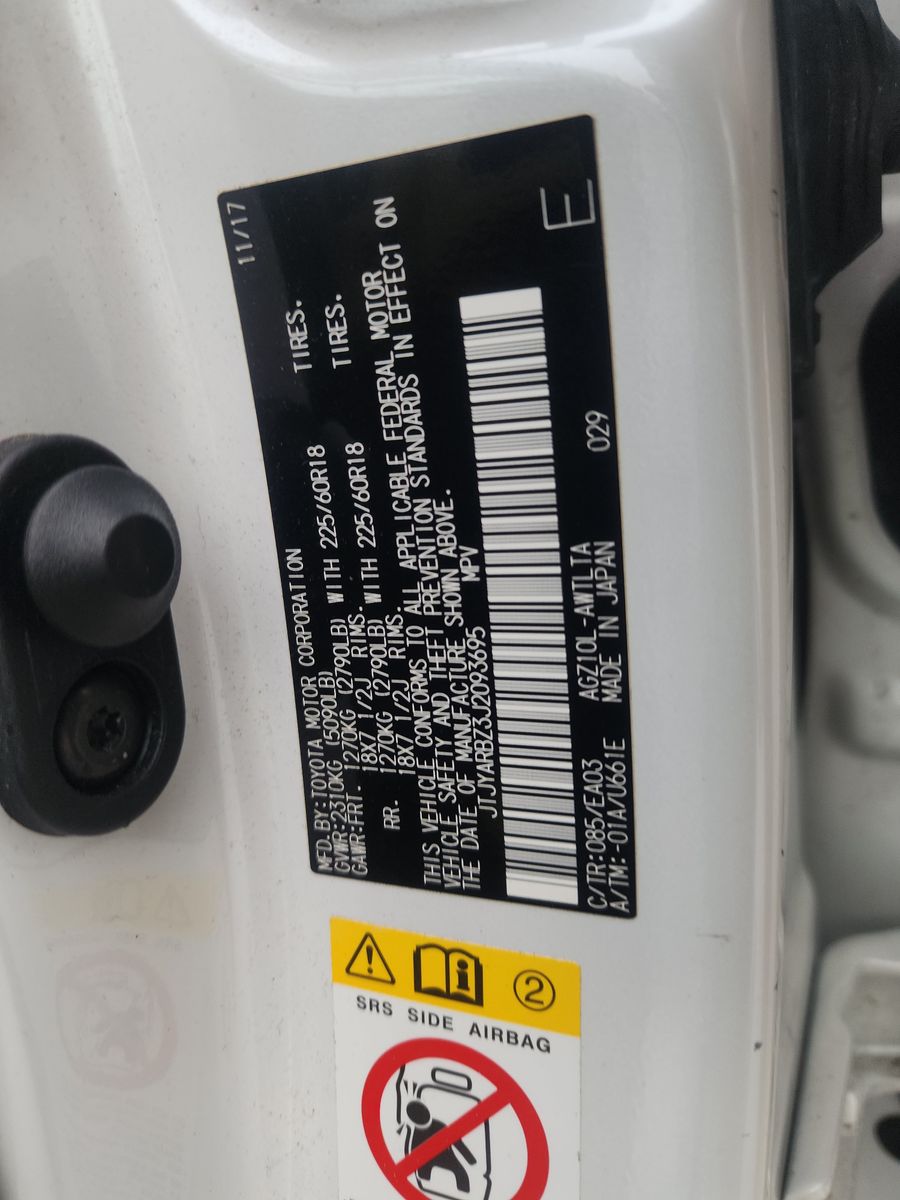 11/17
MFD.BY:TOYOTA MOTOR CORPORATION
GVWR:2310KG (5090LB)
GAWR:FRT. 1270KG (2790LB) WITH 225/60R18 TIRES.
18X7 1/2J RIMS.
RR. 1270KG (2790LB) WITH 225/60R18 TIRES.
18X7 1/2J RIMS.
THIS VEHICLE CONFORMS TO ALL APPLICABLE FEDERAL MOTOR
VEHICLE SAFETY AND THEFT PREVENTION STANDARDS IN EFFECT ON
THE DATE OF MANUFACTURE SHOWN ABOVE.
JTJYARBZ3J2093695 MPV
E
C/TR:085/EA03 AGZ10L-AWTLTA 029
A/TM:-01A/U661E MADE IN JAPAN
2
SRS SIDE AIRBAG